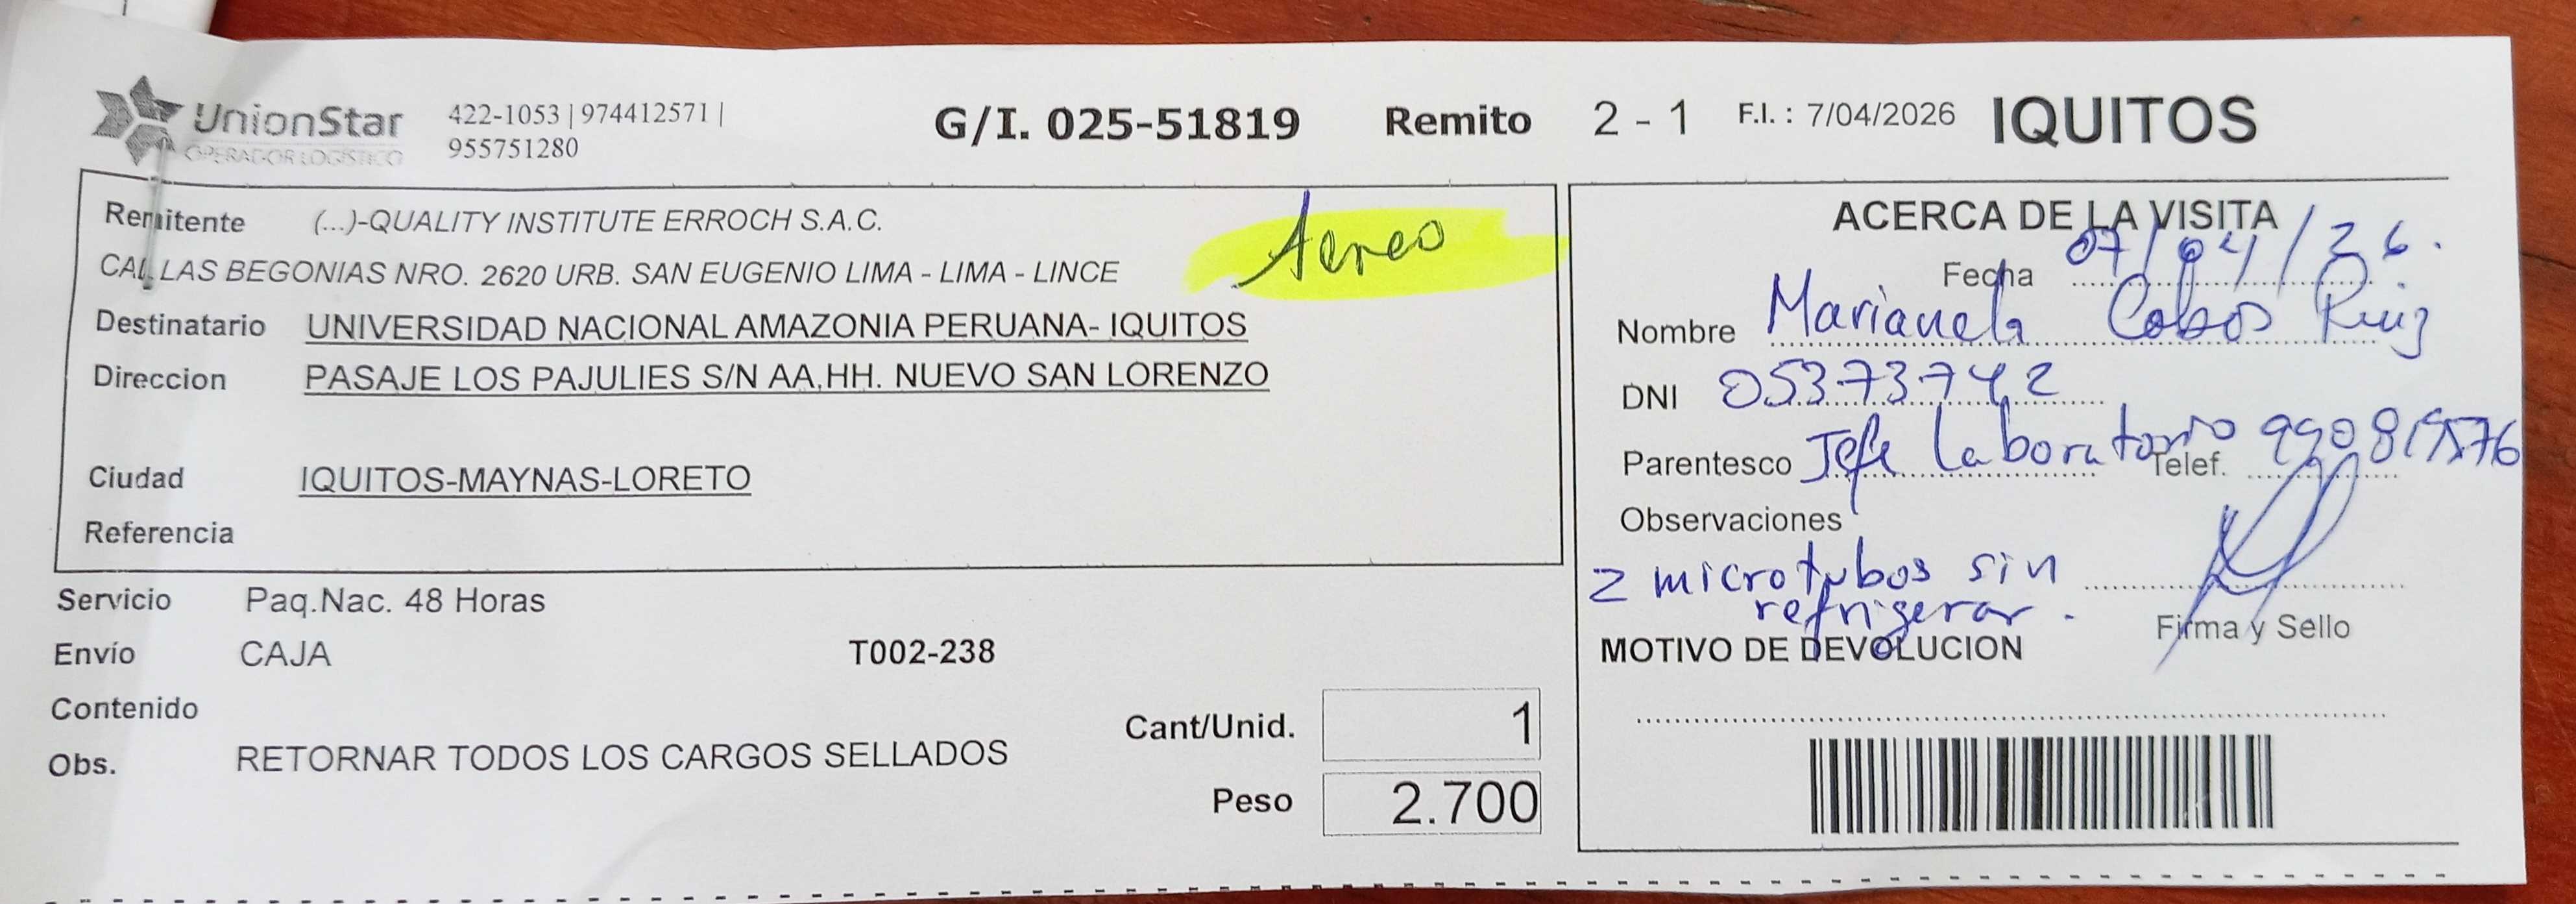 UnionStar
OPERADOR LOGÍSTICO
422-1053 | 974412571 |
955751280
G/I. 025-51819 Remito 2 - 1 F.I. : 7/04/2026 IQUITOS
Remitente (...)-QUALITY INSTITUTE ERROCH S.A.C.
Aereo
CAL LAS BEGONIAS NRO. 2620 URB. SAN EUGENIO LIMA - LIMA - LINCE
Destinatario UNIVERSIDAD NACIONAL AMAZONIA PERUANA- IQUITOS
Direccion PASAJE LOS PAJULIES S/N AA,HH. NUEVO SAN LORENZO
Ciudad IQUITOS-MAYNAS-LORETO
Referencia
Servicio Paq.Nac. 48 Horas
Envío CAJA T002-238
Contenido
Obs. RETORNAR TODOS LOS CARGOS SELLADOS
Cant/Unid. 1
Peso 2.700
ACERCA DE LA VISITA
Fecha 07/04/26.
Nombre Marianela Cobos Ruiz
DNI 05373742
Parentesco Jefe Laboratorio Telef. 990819576
Observaciones
2 microtubos sin
refrigerar.
Firma y Sello
MOTIVO DE DEVOLUCION